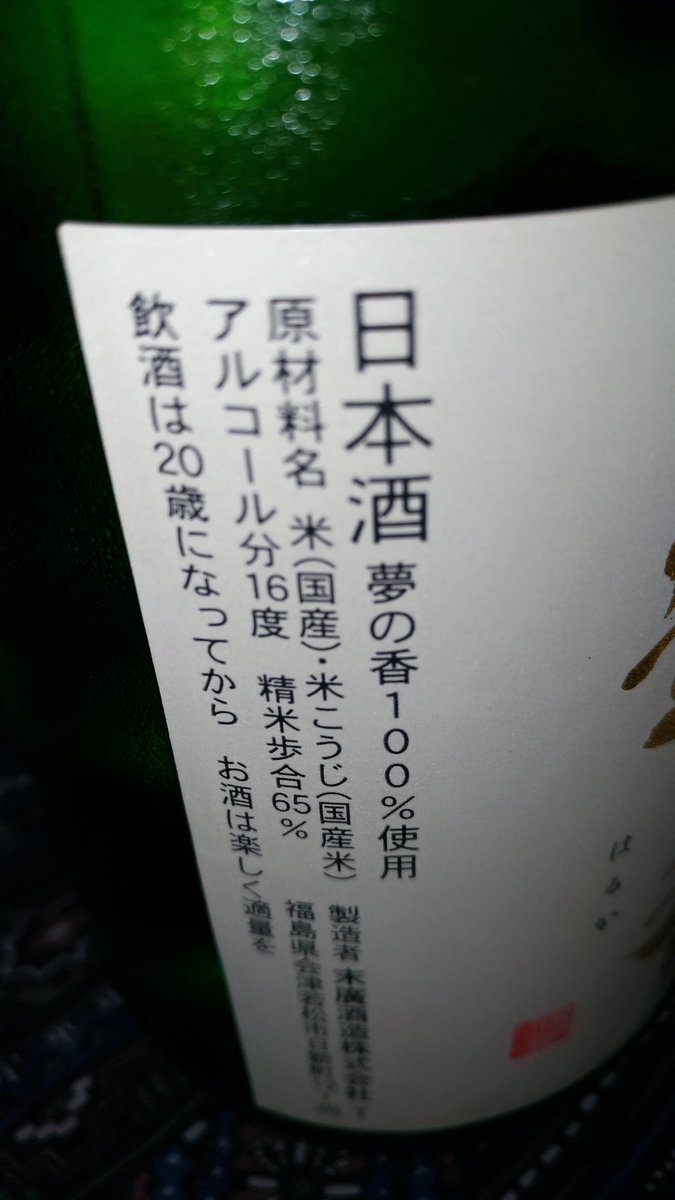 はるか
日本酒 夢の香100%使用
原材料名 米(国産)・米こうじ(国産米)
アルコール分16度 精米歩合65%
飲酒は20歳になってから お酒は楽しく適量を
製造者 末廣酒造株式会社
福島県会津若松市日新町